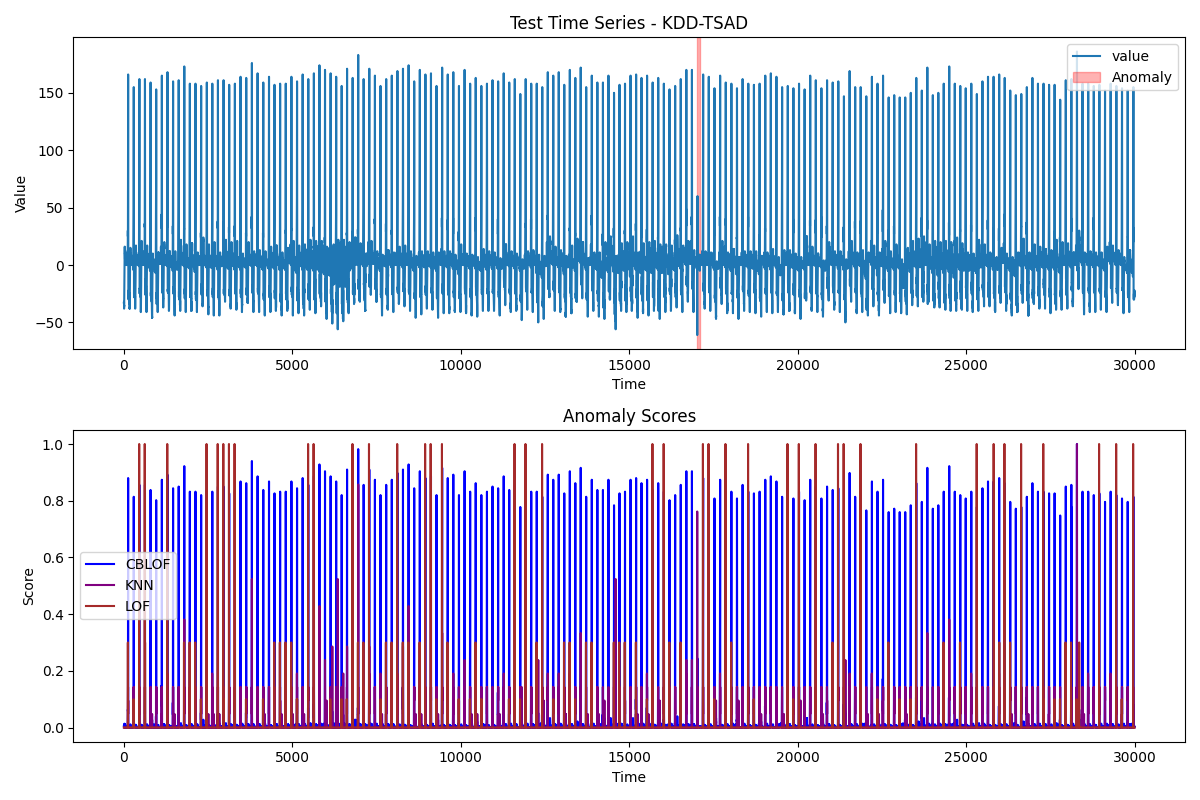 Test Time Series - KDD-TSAD
Value
150
100
50
0
−50
value
Anomaly
0 5000 10000 15000 20000 25000 30000
Time
Anomaly Scores
Score
1.0
0.8
0.6
0.4
0.2
0.0
CBLOF
KNN
LOF
0 5000 10000 15000 20000 25000 30000
Time